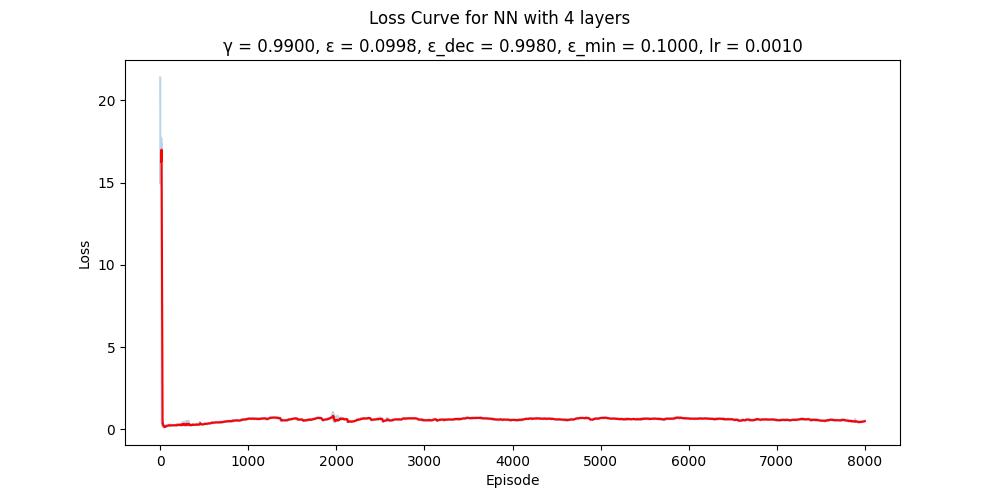 Loss Curve for NN with 4 layers
γ = 0.9900, ε = 0.0998, ε_dec = 0.9980, ε_min = 0.1000, lr = 0.0010
20
15
10
5
0
Loss
0 1000 2000 3000 4000 5000 6000 7000 8000
Episode